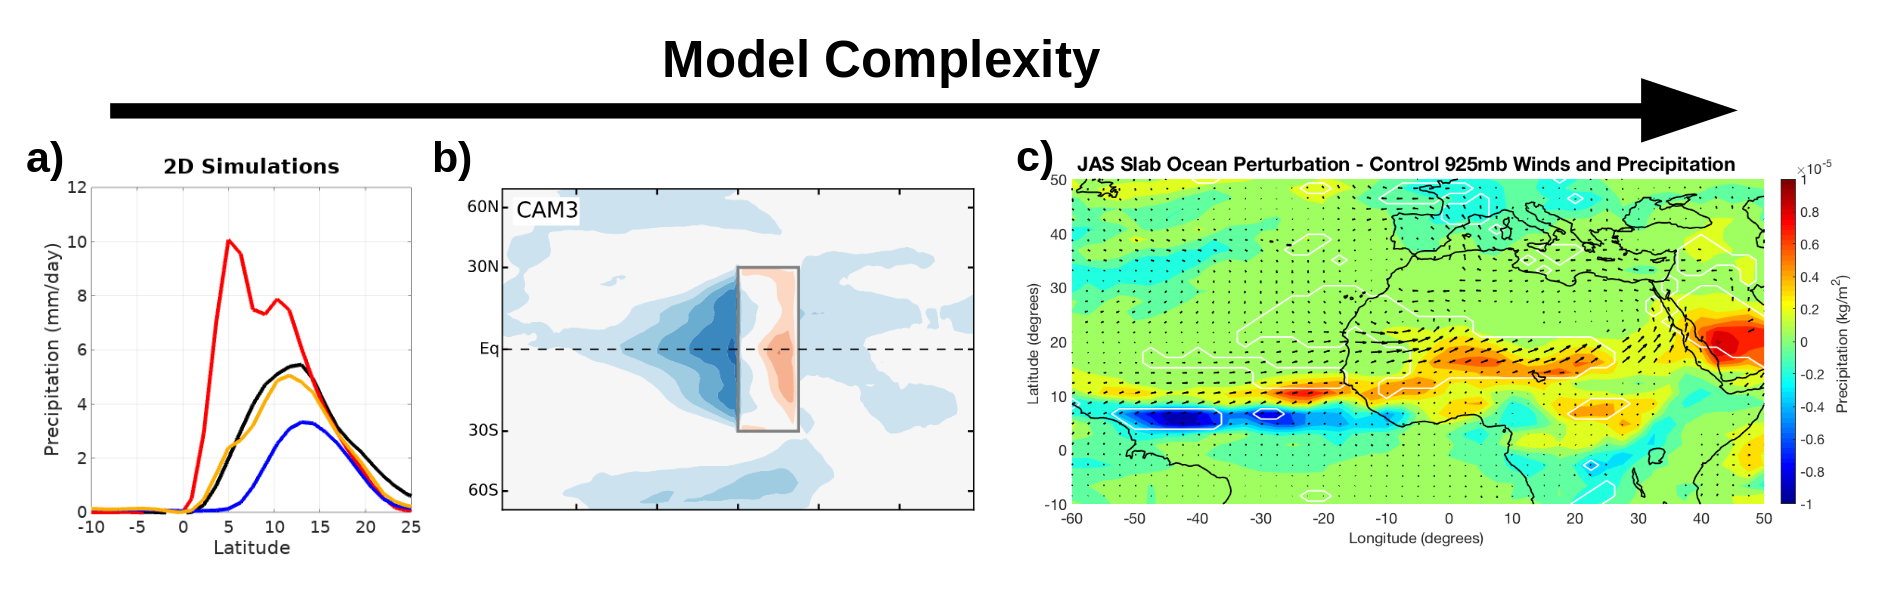 Model Complexity
a)
2D Simulations
12
10
8
6
4
2
0
Precipitation (mm/day)
-10 -5 0 5 10 15 20 25
Latitude
b)
CAM3
60N
30N
Eq
30S
60S
c)
JAS Slab Ocean Perturbation - Control 925mb Winds and Precipitation
50
40
30
20
10
0
-10
Latitude (degrees)
-60 -50 -40 -30 -20 -10 0 10 20 30 40 50
Longitude (degrees)
×10⁻⁵
1
0.8
0.6
0.4
0.2
0
-0.2
-0.4
-0.6
-0.8
-1
Precipitation (kg/m²)